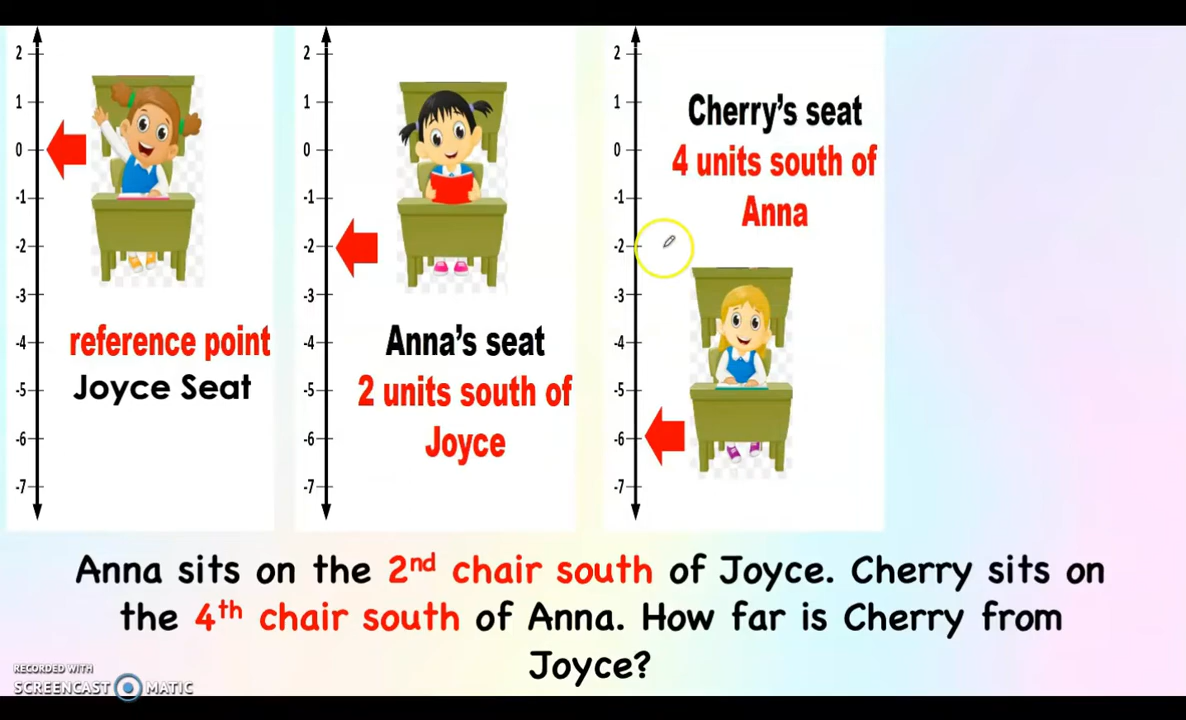 2
1
0
-1
-2
-3
-4
-5
-6
-7
reference point
Joyce Seat
2
1
0
-1
-2
-3
-4
-5
-6
-7
Anna's seat
2 units south of
Joyce
2
1
0
-1
-2
-3
-4
-5
-6
-7
Cherry's seat
4 units south of
Anna
Anna sits on the 2nd chair south of Joyce. Cherry sits on
the 4th chair south of Anna. How far is Cherry from
Joyce?
RECORDED WITH
SCREENCAST MATIC